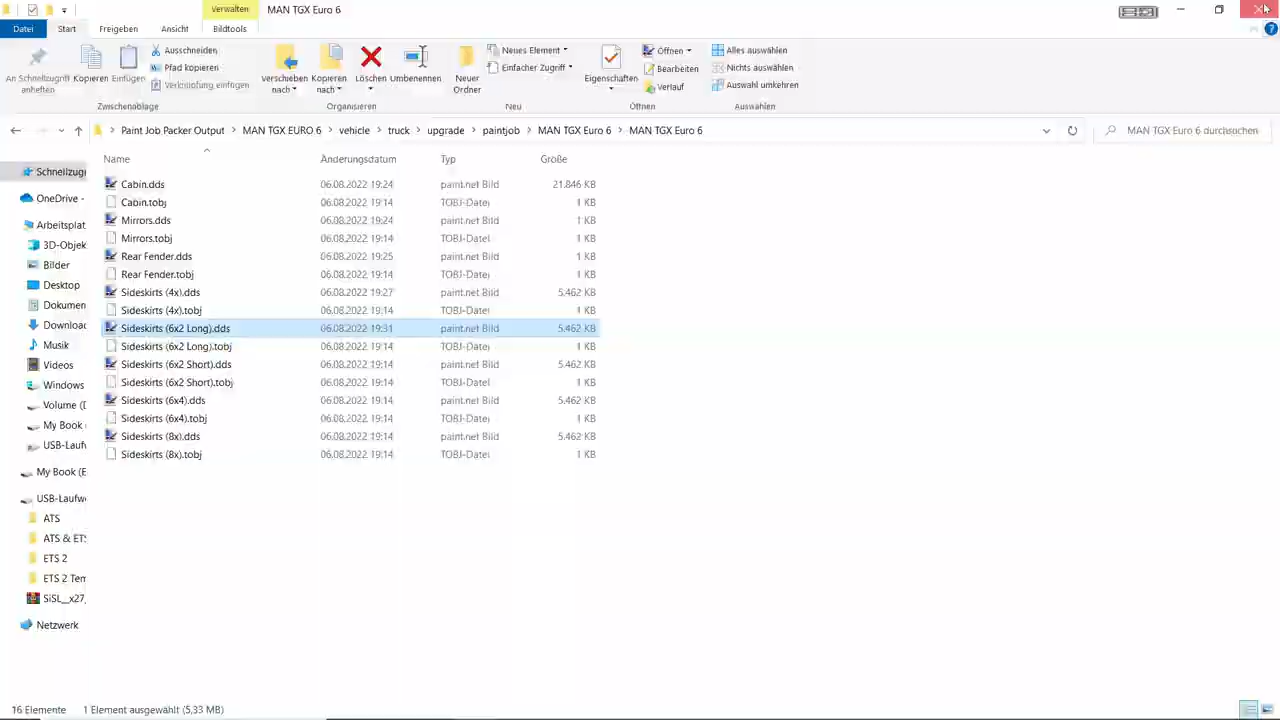 Verwalten MAN TGX Euro 6
Datei Start Freigeben Ansicht Bildtools
An Schnellzugriff anheften
Kopieren
Einfügen
Ausschneiden
Pfad kopieren
Verknüpfung einfügen
Verschieben nach
Kopieren nach
Löschen
Umbenennen
Neuer Ordner
Neues Element
Einfacher Zugriff
Eigenschaften
Öffnen
Bearbeiten
Verlauf
Alles auswählen
Nichts auswählen
Auswahl umkehren
Zwischenablage Organisieren Neu Öffnen Auswählen
Paint Job Packer Output > MAN TGX EURO 6 > vehicle > truck > upgrade > paintjob > MAN TGX Euro 6 > MAN TGX Euro 6
MAN TGX Euro 6 durchsuchen
Name Änderungsdatum Typ Größe
Cabin.dds 06.08.2022 19:24 paint.net Bild 21.846 KB
Cabin.tobj 06.08.2022 19:14 TOBJ-Datei 1 KB
Mirrors.dds 06.08.2022 19:24 paint.net Bild 1 KB
Mirrors.tobj 06.08.2022 19:14 TOBJ-Datei 1 KB
Rear Fender.dds 06.08.2022 19:25 paint.net Bild 1 KB
Rear Fender.tobj 06.08.2022 19:14 TOBJ-Datei 1 KB
Sideskirts (4x).dds 06.08.2022 19:27 paint.net Bild 5.462 KB
Sideskirts (4x).tobj 06.08.2022 19:14 TOBJ-Datei 1 KB
Sideskirts (6x2 Long).dds 06.08.2022 19:31 paint.net Bild 5.462 KB
Sideskirts (6x2 Long).tobj 06.08.2022 19:14 TOBJ-Datei 1 KB
Sideskirts (6x2 Short).dds 06.08.2022 19:14 paint.net Bild 5.462 KB
Sideskirts (6x2 Short).tobj 06.08.2022 19:14 TOBJ-Datei 1 KB
Sideskirts (6x4).dds 06.08.2022 19:14 paint.net Bild 5.462 KB
Sideskirts (6x4).tobj 06.08.2022 19:14 TOBJ-Datei 1 KB
Sideskirts (8x).dds 06.08.2022 19:14 paint.net Bild 5.462 KB
Sideskirts (8x).tobj 06.08.2022 19:14 TOBJ-Datei 1 KB
Schnellzugr
OneDrive -
Arbeitsplat
3D-Objek
Bilder
Desktop
Dokumen
Downloac
Musik
Videos
Windows
Volume (D
My Book
USB-Laufw
My Book (E
USB-Laufwe
ATS
ATS & ETS
ETS 2
ETS 2 Tem
SiSL_x27_
Netzwerk
16 Elemente 1 Element ausgewählt (5,33 MB)